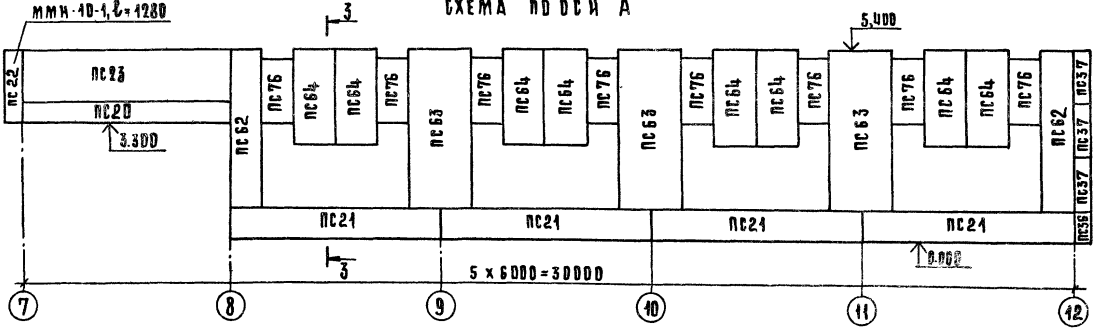 СХЕМА ПО ОСИ А
ММН-10-1, ℓ=1280
3
5,400
ПС22
ПС23
ПС20
3.300
ПС62
ПС76
ПС64
ПС64
ПС76
ПС63
ПС76
ПС64
ПС64
ПС76
ПС63
ПС76
ПС64
ПС64
ПС76
ПС63
ПС76
ПС64
ПС64
ПС76
ПС62
ПС37
ПС37
ПС37
ПС36
ПС21
ПС21
ПС21
ПС21
0.000
3
5 x 6000=30000
7
8
9
10
11
12